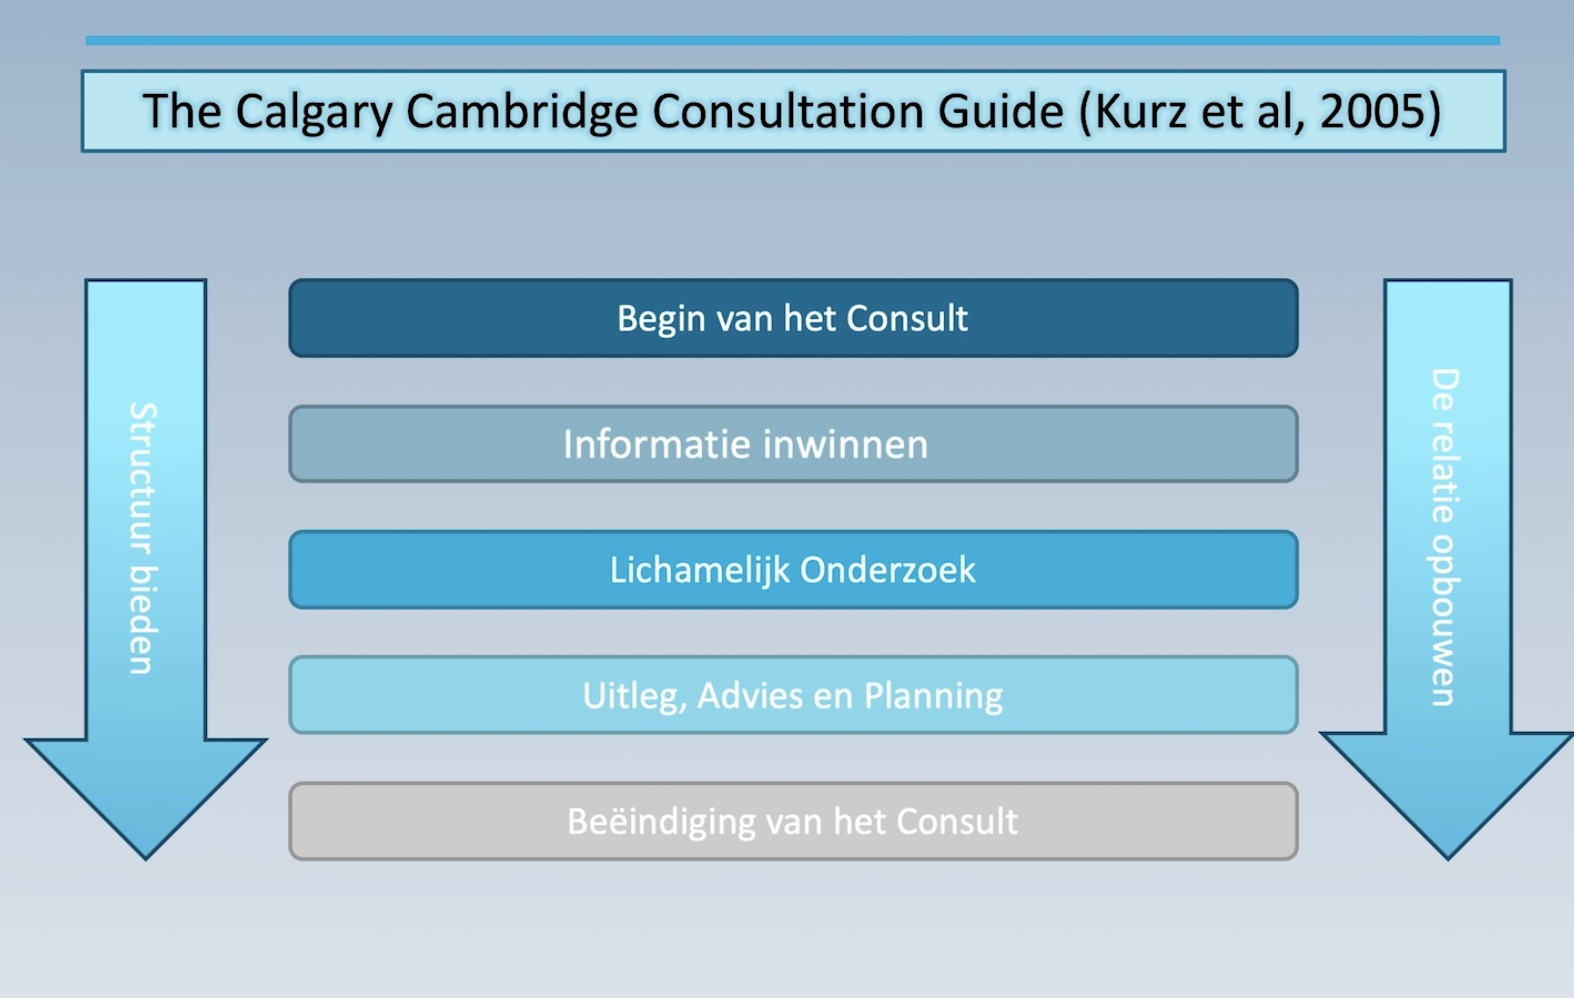 The Calgary Cambridge Consultation Guide (Kurz et al, 2005)
Structuur bieden
Begin van het Consult
Informatie inwinnen
Lichamelijk Onderzoek
Uitleg, Advies en Planning
Beëindiging van het Consult
De relatie opbouwen